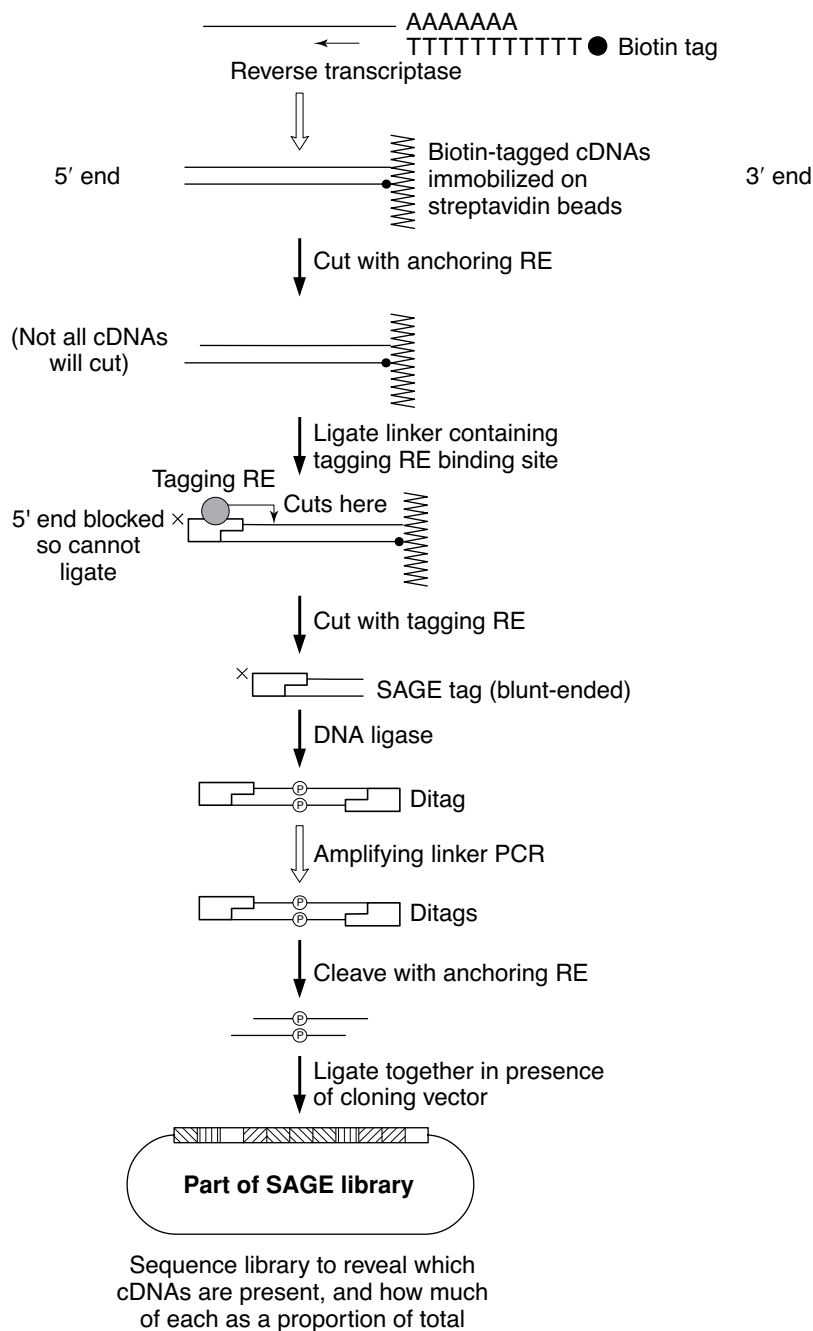 AAAAAAA
TTTTTTTTTTT Biotin tag
Reverse transcriptase
5′ end
Biotin-tagged cDNAs
immobilized on
streptavidin beads
3′ end
Cut with anchoring RE
(Not all cDNAs
will cut)
Ligate linker containing
tagging RE binding site
Tagging RE
Cuts here
5' end blocked
so cannot
ligate
×
Cut with tagging RE
×
SAGE tag (blunt-ended)
DNA ligase
P
P
Ditag
Amplifying linker PCR
P
P
Ditags
Cleave with anchoring RE
P
P
Ligate together in presence
of cloning vector
Part of SAGE library
Sequence library to reveal which
cDNAs are present, and how much
of each as a proportion of total